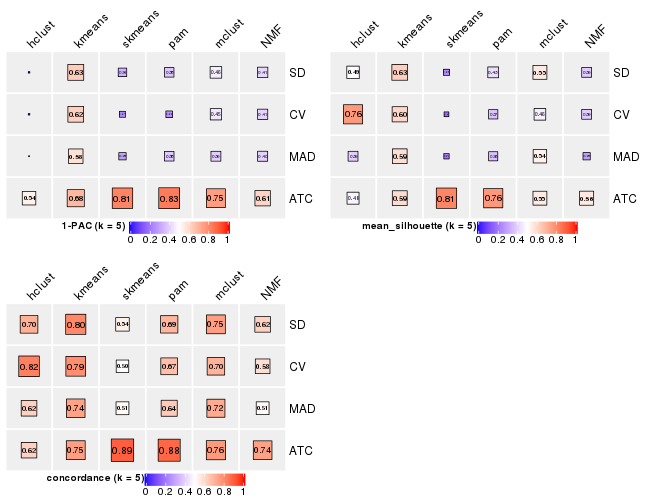 hclust kmeans skmeans pam mclust NMF
0.63 SD
0.62 CV
0.58 MAD
0.54 0.68 0.81 0.83 0.75 0.61 ATC
1-PAC (k = 5)
0 0.2 0.4 0.6 0.8 1
hclust kmeans skmeans pam mclust NMF
0.49 0.63 0.55 SD
0.76 0.60 CV
0.59 0.54 MAD
0.59 0.81 0.76 0.55 0.56 ATC
mean_silhouette (k = 5)
0 0.2 0.4 0.6 0.8 1
hclust kmeans skmeans pam mclust NMF
0.70 0.80 0.54 0.69 0.75 0.62 SD
0.82 0.79 0.50 0.67 0.70 0.58 CV
0.62 0.74 0.51 0.64 0.72 0.51 MAD
0.62 0.75 0.89 0.88 0.76 0.74 ATC
concordance (k = 5)
0 0.2 0.4 0.6 0.8 1